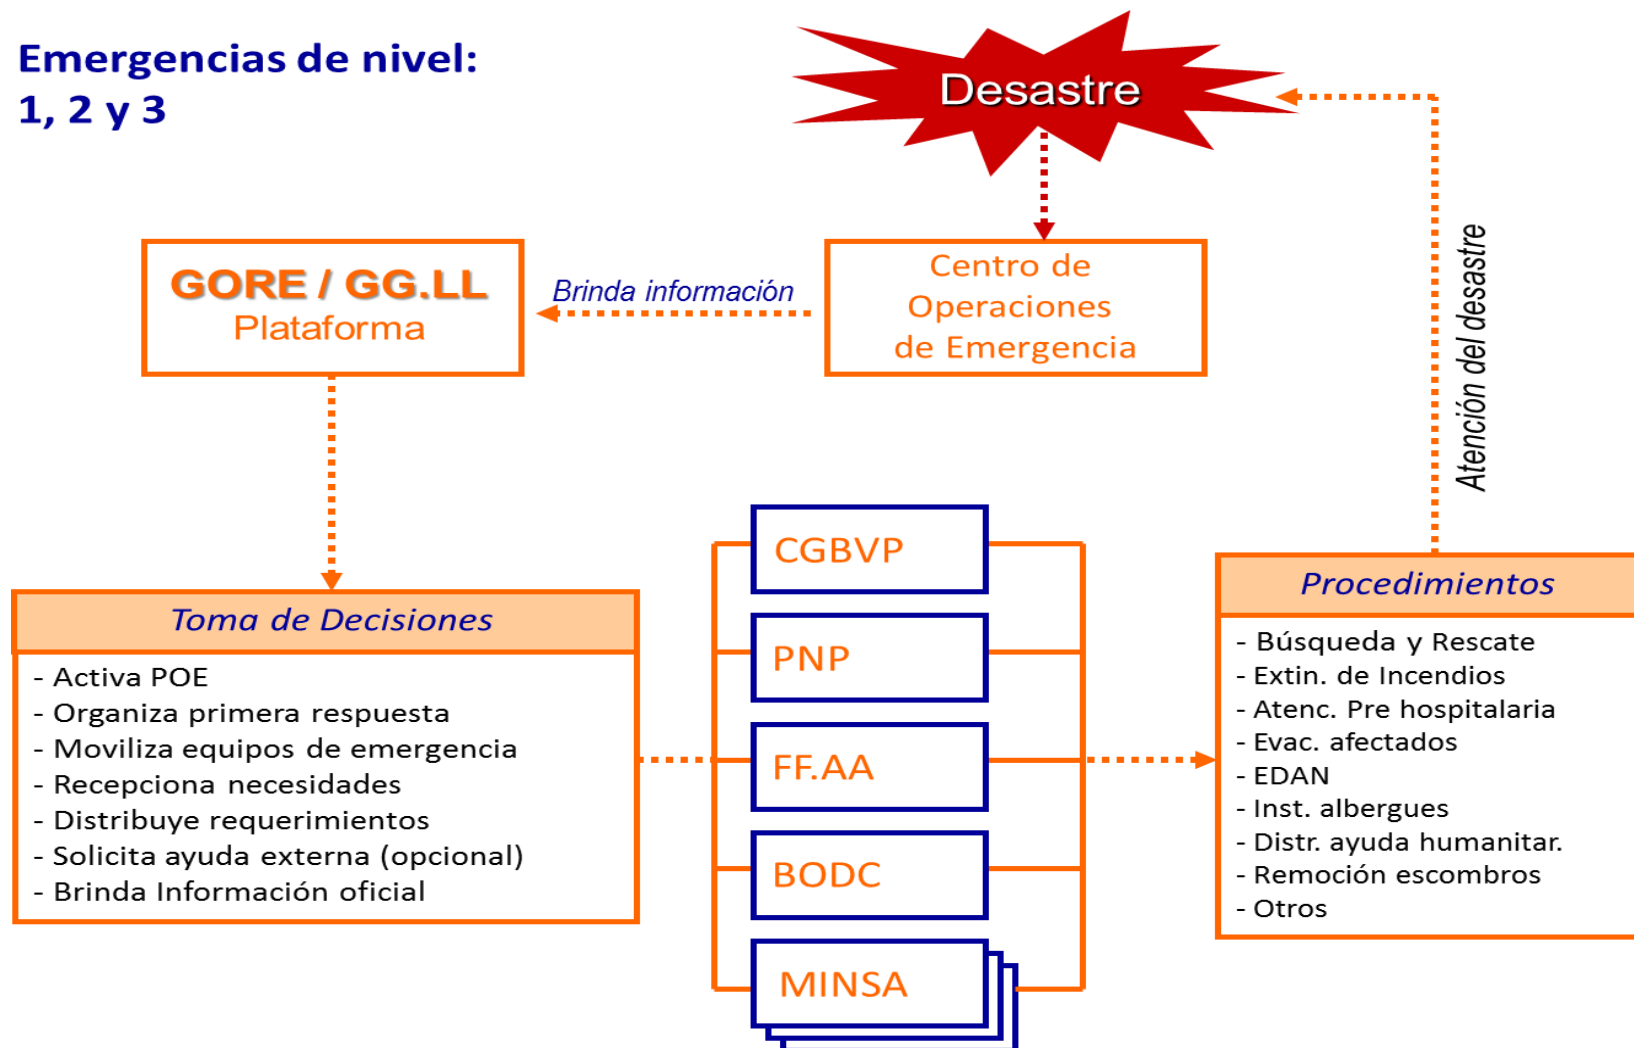 Emergencias de nivel:
1, 2 y 3
Desastre
GORE / GG.LL
Plataforma
Brinda información
Centro de
Operaciones
de Emergencia
Atención del desastre
Toma de Decisiones
- Activa POE
- Organiza primera respuesta
- Moviliza equipos de emergencia
- Recepciona necesidades
- Distribuye requerimientos
- Solicita ayuda externa (opcional)
- Brinda Información oficial
CGBVP
PNP
FF.AA
BODC
MINSA
Procedimientos
- Búsqueda y Rescate
- Extin. de Incendios
- Atenc. Pre hospitalaria
- Evac. afectados
- EDAN
- Inst. albergues
- Distr. ayuda humanitar.
- Remoción escombros
- Otros